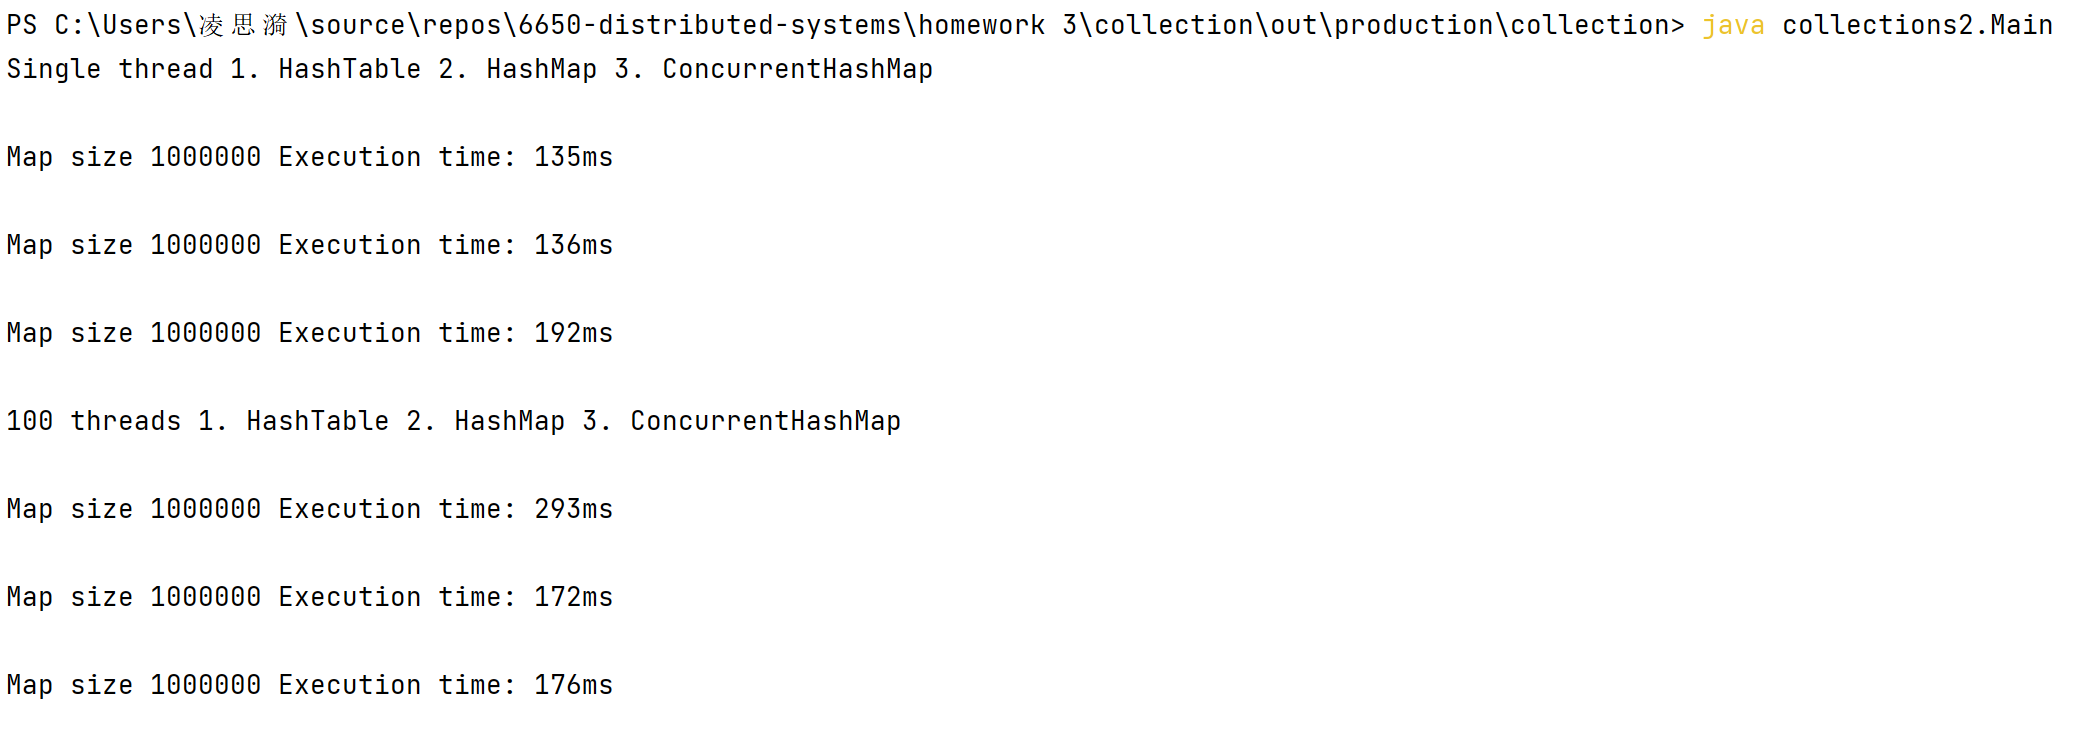 PS C:\Users\凌思漪\source\repos\6650-distributed-systems\homework 3\collection\out\production\collection> java collections2.Main
Single thread 1. HashTable 2. HashMap 3. ConcurrentHashMap
Map size 1000000 Execution time: 135ms
Map size 1000000 Execution time: 136ms
Map size 1000000 Execution time: 192ms
100 threads 1. HashTable 2. HashMap 3. ConcurrentHashMap
Map size 1000000 Execution time: 293ms
Map size 1000000 Execution time: 172ms
Map size 1000000 Execution time: 176ms